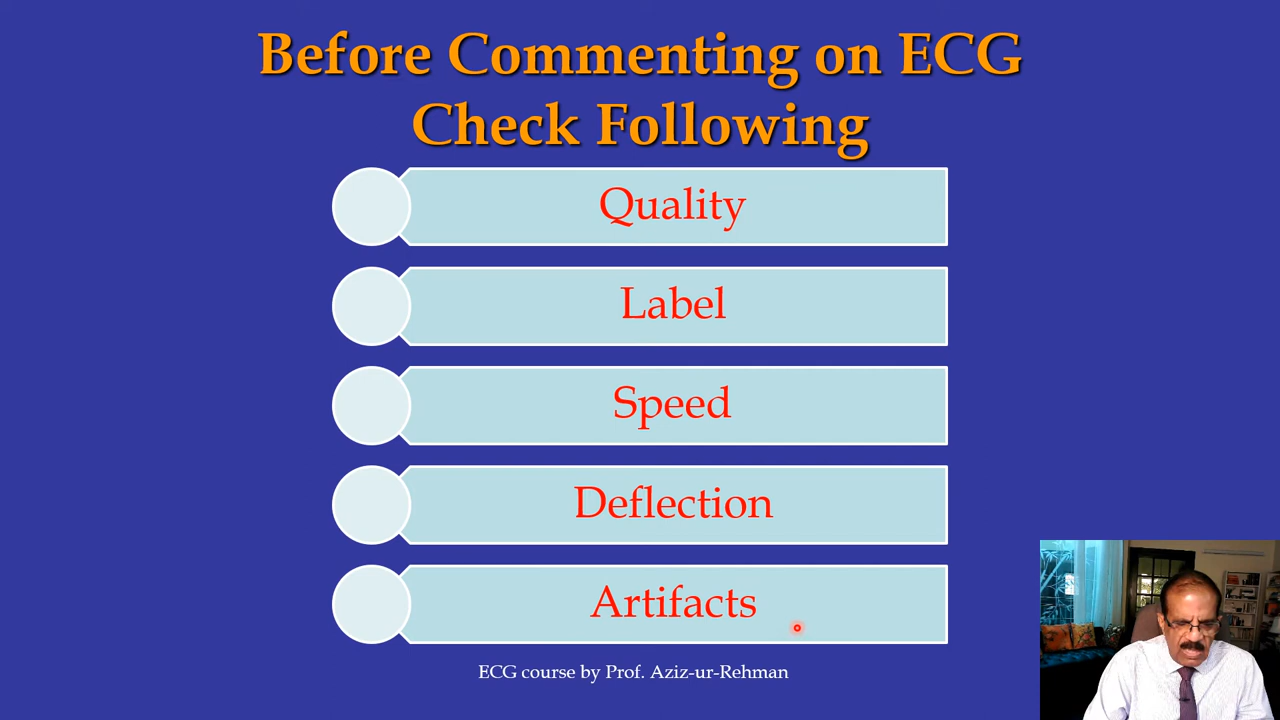 Before Commenting on ECG
Check Following
Quality
Label
Speed
Deflection
Artifacts
ECG course by Prof. Aziz-ur-Rehman